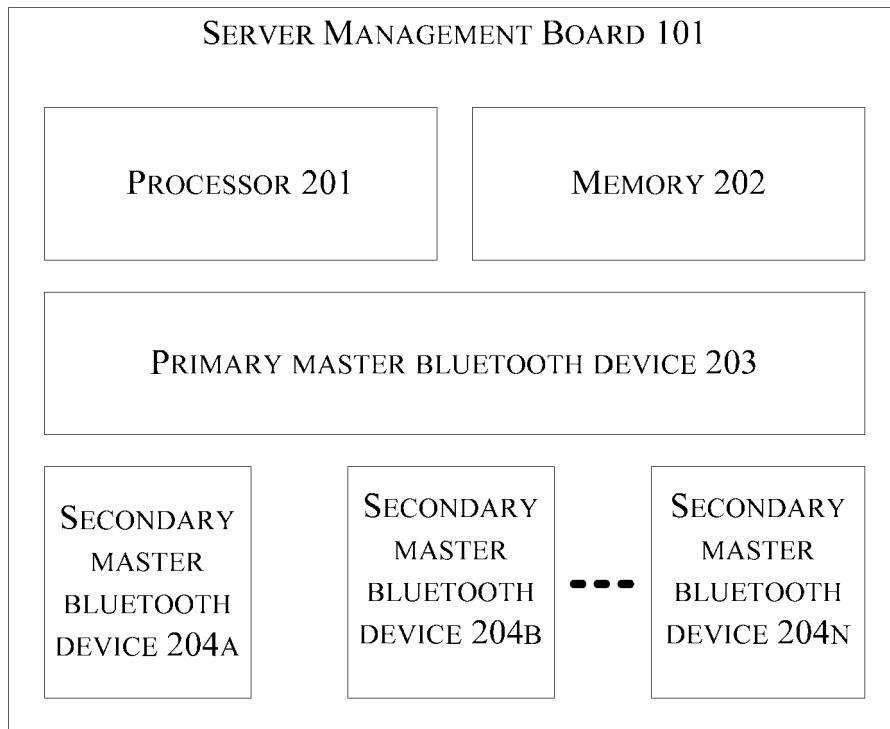 SERVER MANAGEMENT BOARD 101
PROCESSOR 201
MEMORY 202
PRIMARY MASTER BLUETOOTH DEVICE 203
SECONDARY
MASTER
BLUETOOTH
DEVICE 204A
SECONDARY
MASTER
BLUETOOTH
DEVICE 204B
SECONDARY
MASTER
BLUETOOTH
DEVICE 204N